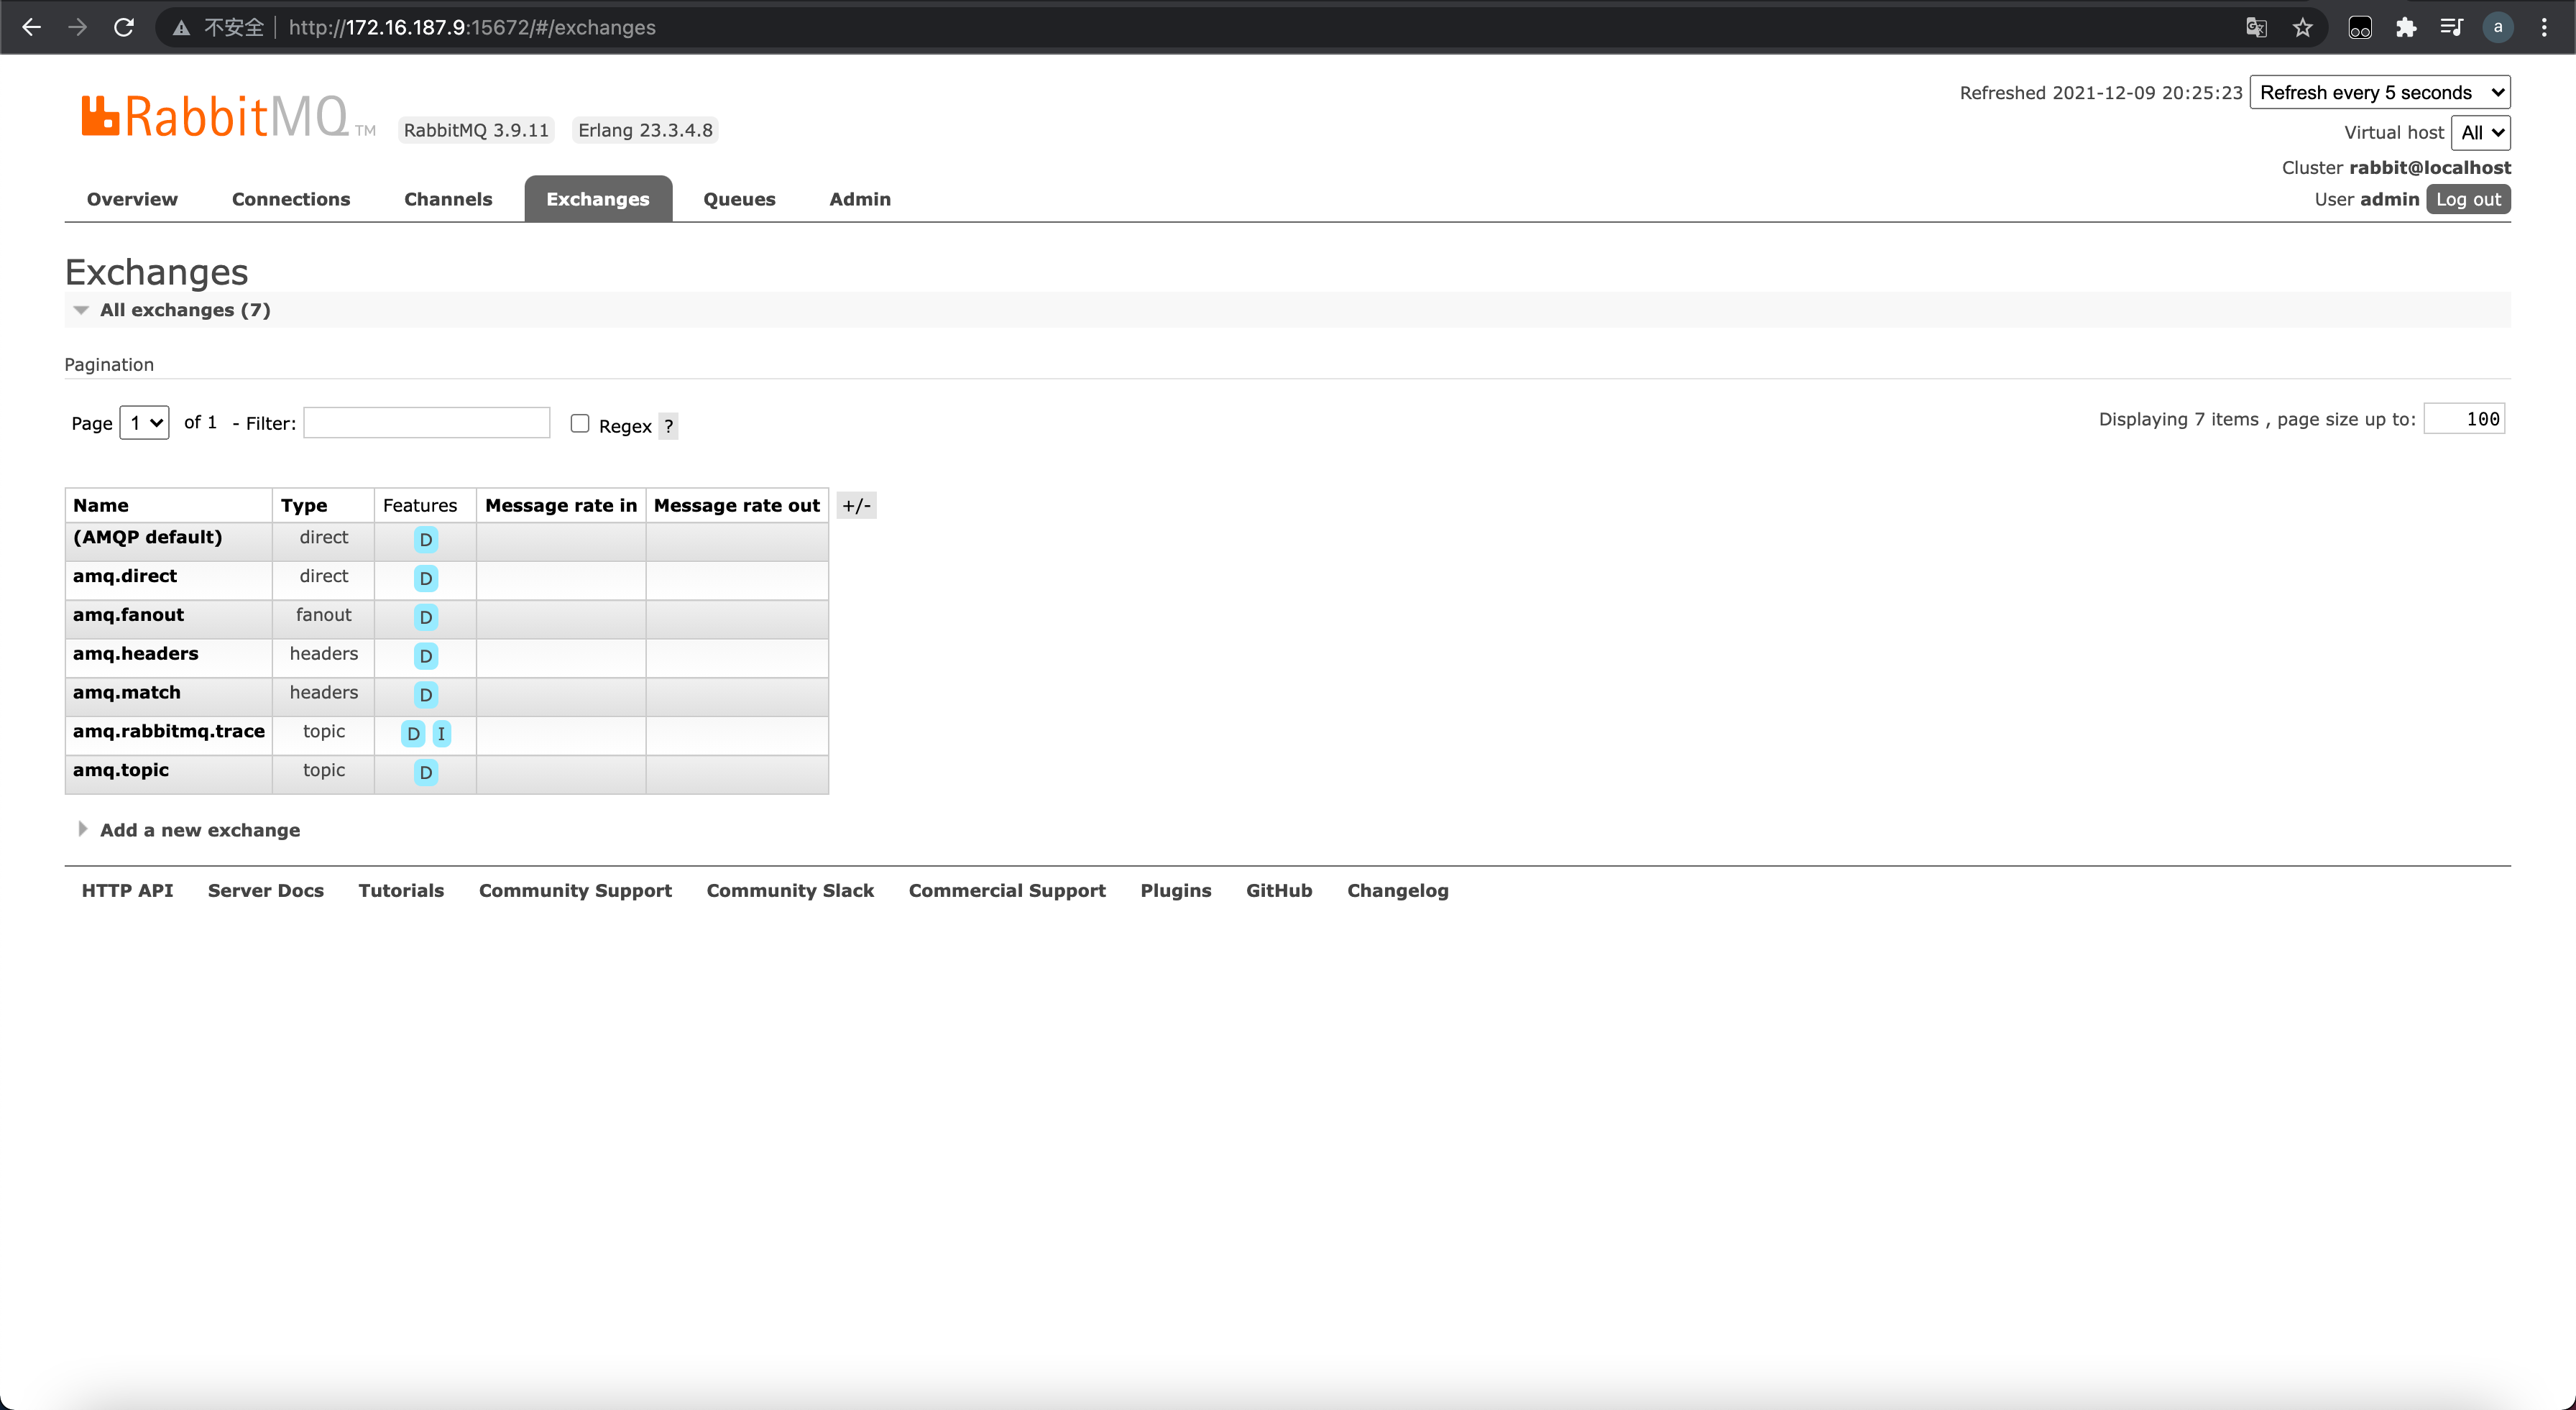 不安全 http://172.16.187.9:15672/#/exchanges a
Refreshed 2021-12-09 20:25:23 Refresh every 5 seconds
RabbitMQ TM RabbitMQ 3.9.11 Erlang 23.3.4.8
Virtual host All
Cluster rabbit@localhost
Overview Connections Channels Exchanges Queues Admin
User admin Log out
Exchanges
All exchanges (7)
Pagination
Page 1 of 1 - Filter: Regex ? Displaying 7 items , page size up to: 100
Name Type Features Message rate in Message rate out +/-
(AMQP default) direct D
amq.direct direct D
amq.fanout fanout D
amq.headers headers D
amq.match headers D
amq.rabbitmq.trace topic D I
amq.topic topic D
Add a new exchange
HTTP API Server Docs Tutorials Community Support Community Slack Commercial Support Plugins GitHub Changelog